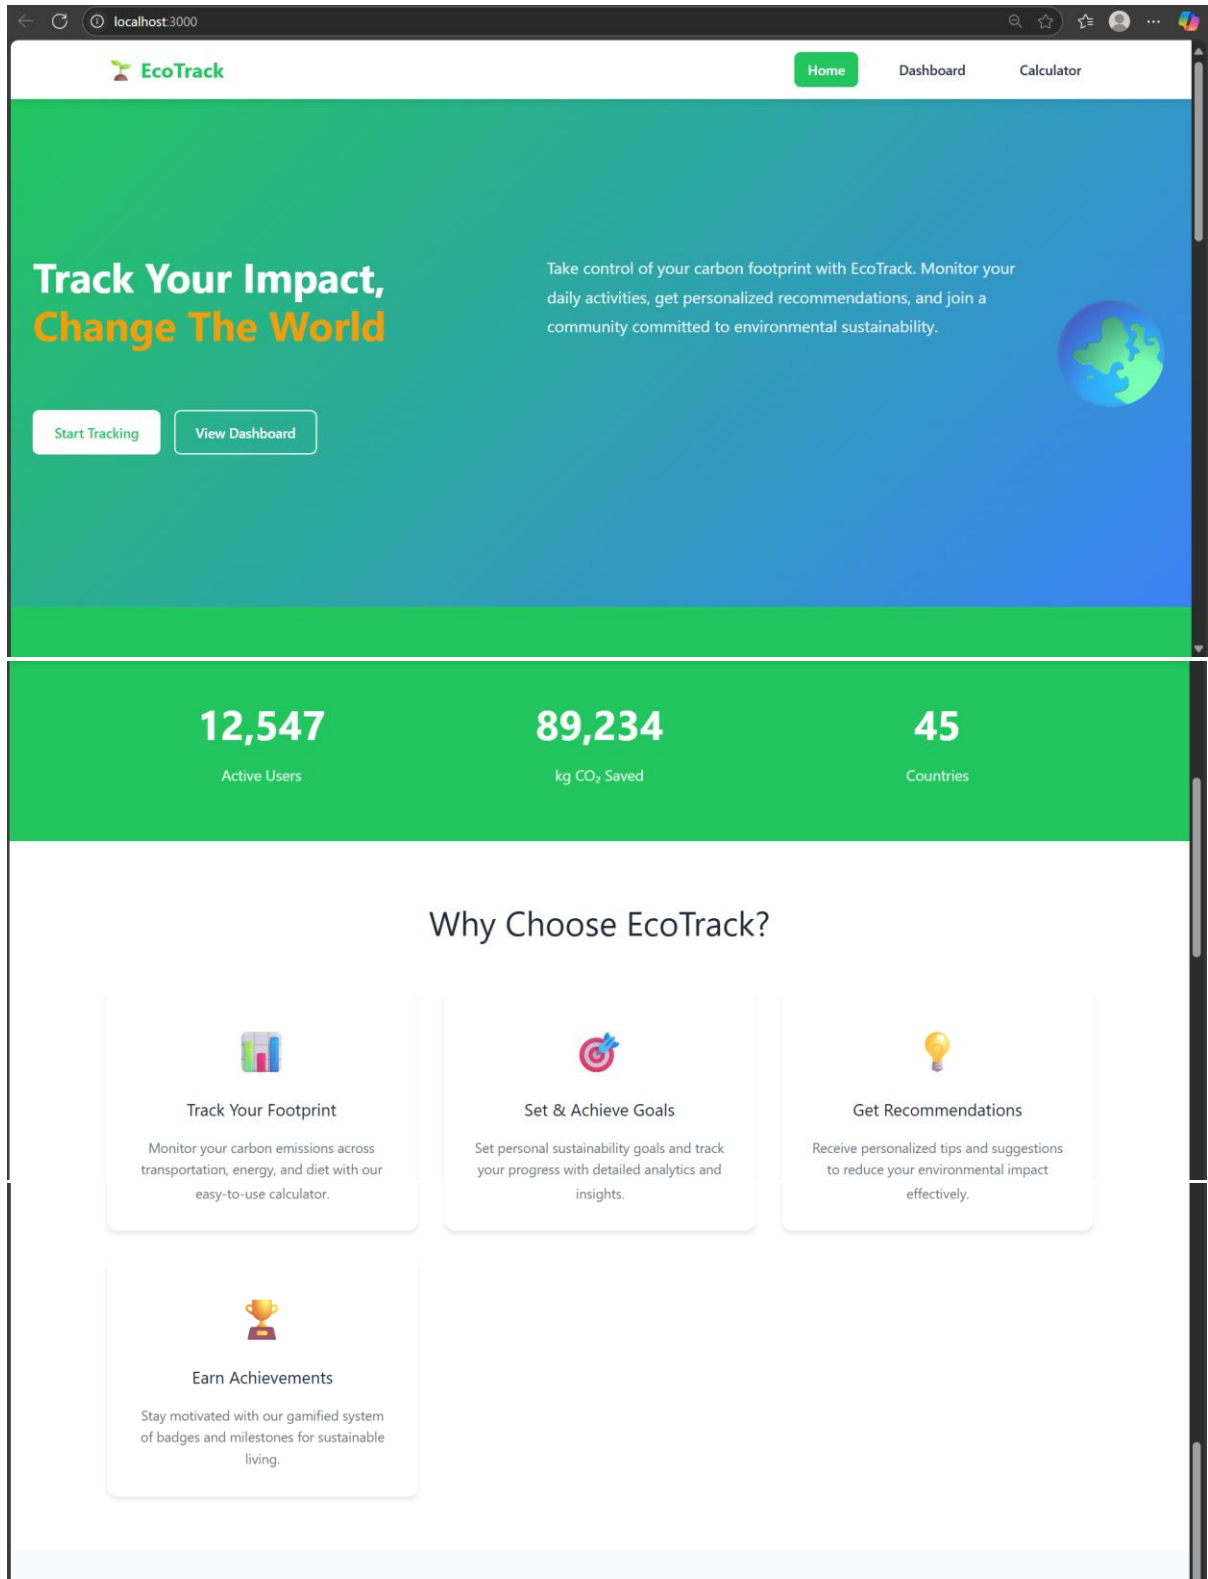 localhost:3000
EcoTrack
Home
Dashboard
Calculator
Track Your Impact,
Change The World
Take control of your carbon footprint with EcoTrack. Monitor your
daily activities, get personalized recommendations, and join a
community committed to environmental sustainability.
Start Tracking
View Dashboard
12,547
Active Users
89,234
kg CO₂ Saved
45
Countries
Why Choose EcoTrack?
Track Your Footprint
Monitor your carbon emissions across
transportation, energy, and diet with our
easy-to-use calculator.
Set & Achieve Goals
Set personal sustainability goals and track
your progress with detailed analytics and
insights.
Get Recommendations
Receive personalized tips and suggestions
to reduce your environmental impact
effectively.
Earn Achievements
Stay motivated with our gamified system
of badges and milestones for sustainable
living.